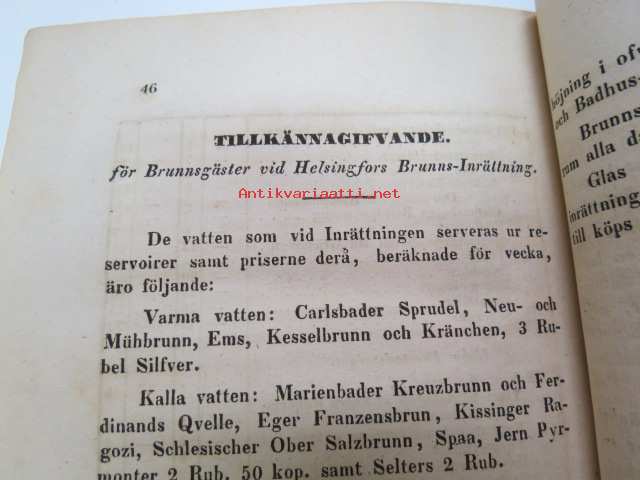 46
TILLKÄNNAGIFVANDE.
för Brunnsgäster vid Helsingfors Brunns-Inrättning.
Antikvariaatti.net
De vatten som vid Inrättningen serveras ur re-
servoirer samt priserne derå, beräknade för vecka,
äro följande:
Varma vatten: Carlsbader Sprudel, Neu- och
Mühbrunn, Ems, Kesselbrunn och Kränchen, 3 Ru-
bel Silfver.
Kalla vatten: Marienbader Kreuzbrunn och Fer-
dinands Qvelle, Eger Franzensbrun, Kissinger Ra-
gozi, Schlesischer Ober Salzbrunn, Spaa, Jern Pyr-
monter 2 Rub. 50 kop. samt Selters 2 Rub.
böjning i of
och Badhus-
Brunns
rum alla d
Glas
inrättning
till köps